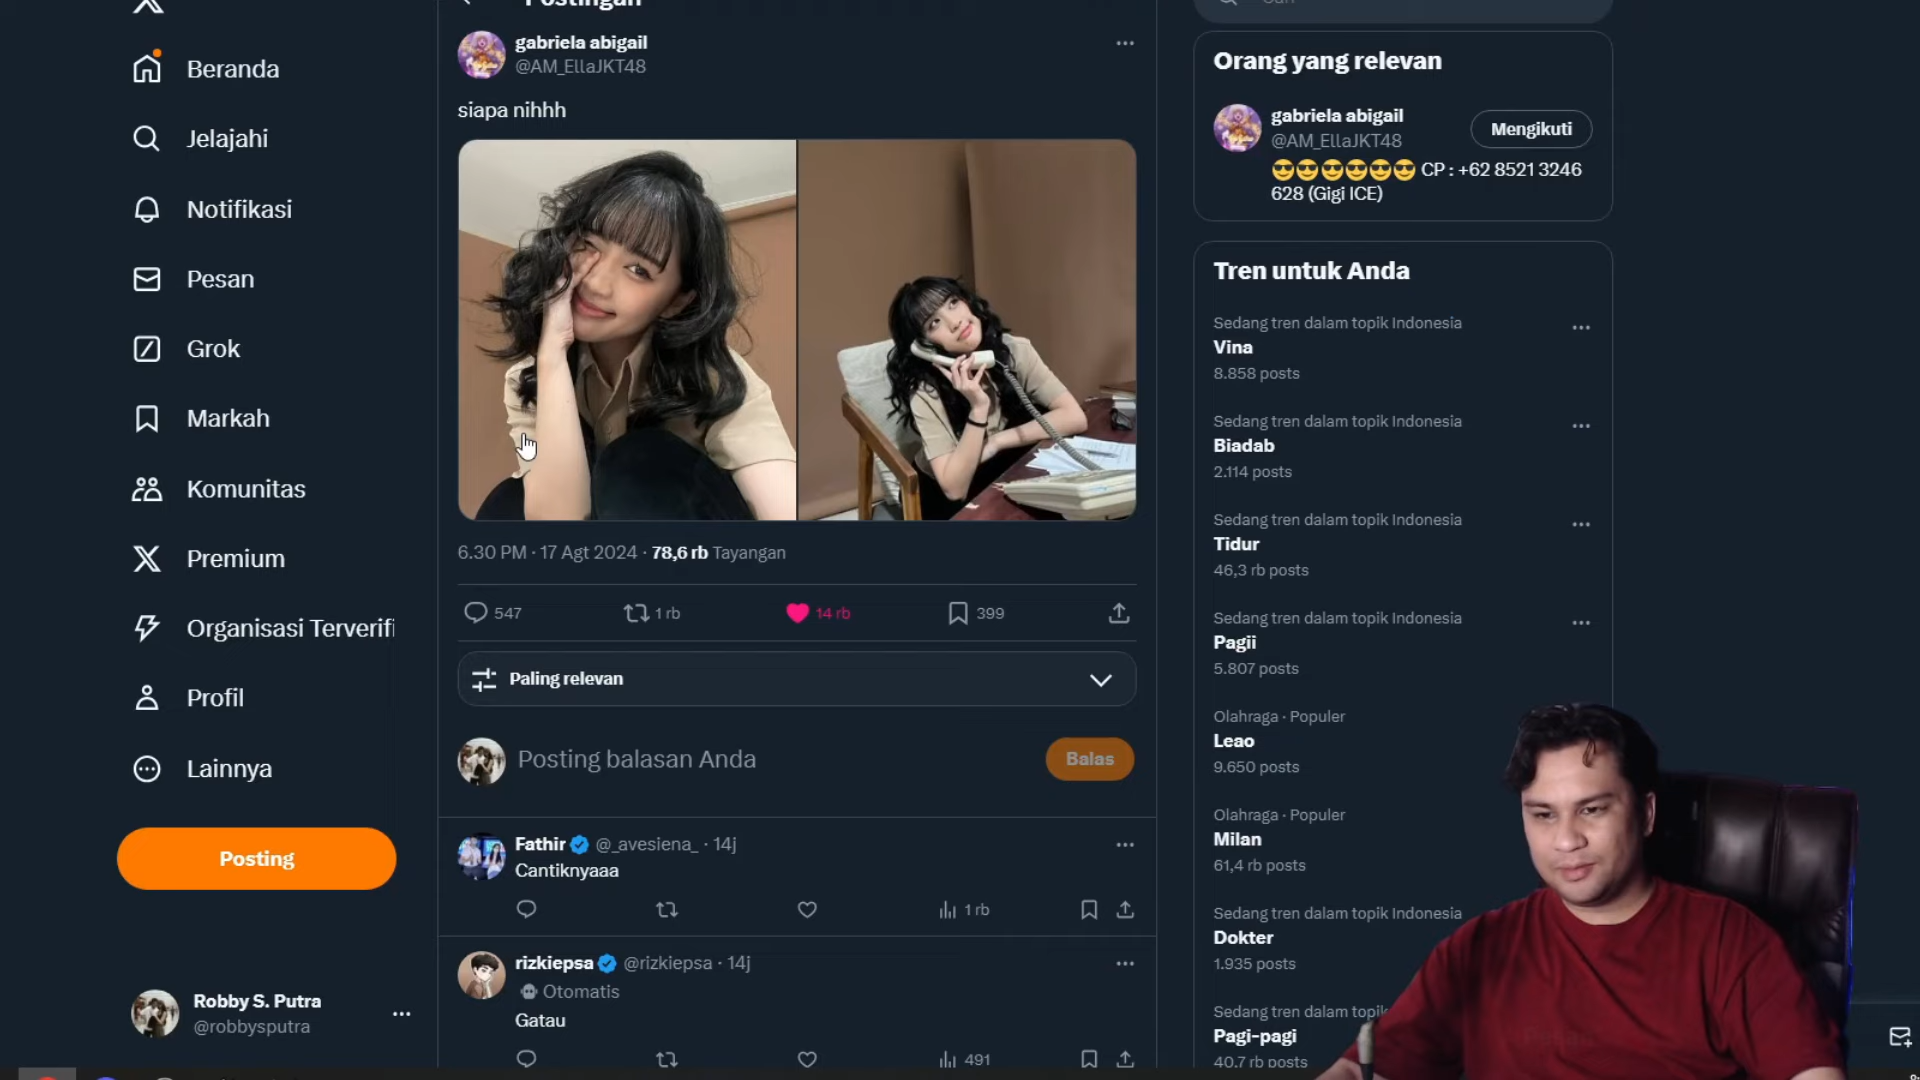 Postingan
Cari
Beranda
Jelajahi
Notifikasi
Pesan
Grok
Markah
Komunitas
Premium
Organisasi Terverifi
Profil
Lainnya
Posting
Robby S. Putra
@robbysputra
gabriela abigail
@AM_EllaJKT48
siapa nihhh
6.30 PM · 17 Agt 2024 · 78,6 rb Tayangan
547 1 rb 14 rb 399
Paling relevan
Posting balasan Anda Balas
Fathir @_avesiena_ · 14j
Cantiknyaaa
1 rb
rizkiepsa @rizkiepsa · 14j
Otomatis
Gatau
491
Orang yang relevan
gabriela abigail
@AM_EllaJKT48
Mengikuti
😎😎😎😎😎😎 CP : +62 8521 3246
628 (Gigi ICE)
Tren untuk Anda
Sedang tren dalam topik Indonesia
Vina
8.858 posts
Sedang tren dalam topik Indonesia
Biadab
2.114 posts
Sedang tren dalam topik Indonesia
Tidur
46,3 rb posts
Sedang tren dalam topik Indonesia
Pagii
5.807 posts
Olahraga · Populer
Leao
9.650 posts
Olahraga · Populer
Milan
61,4 rb posts
Sedang tren dalam topik Indonesia
Dokter
1.935 posts
Sedang tren dalam topik
Pagi-pagi
40,7 rb posts